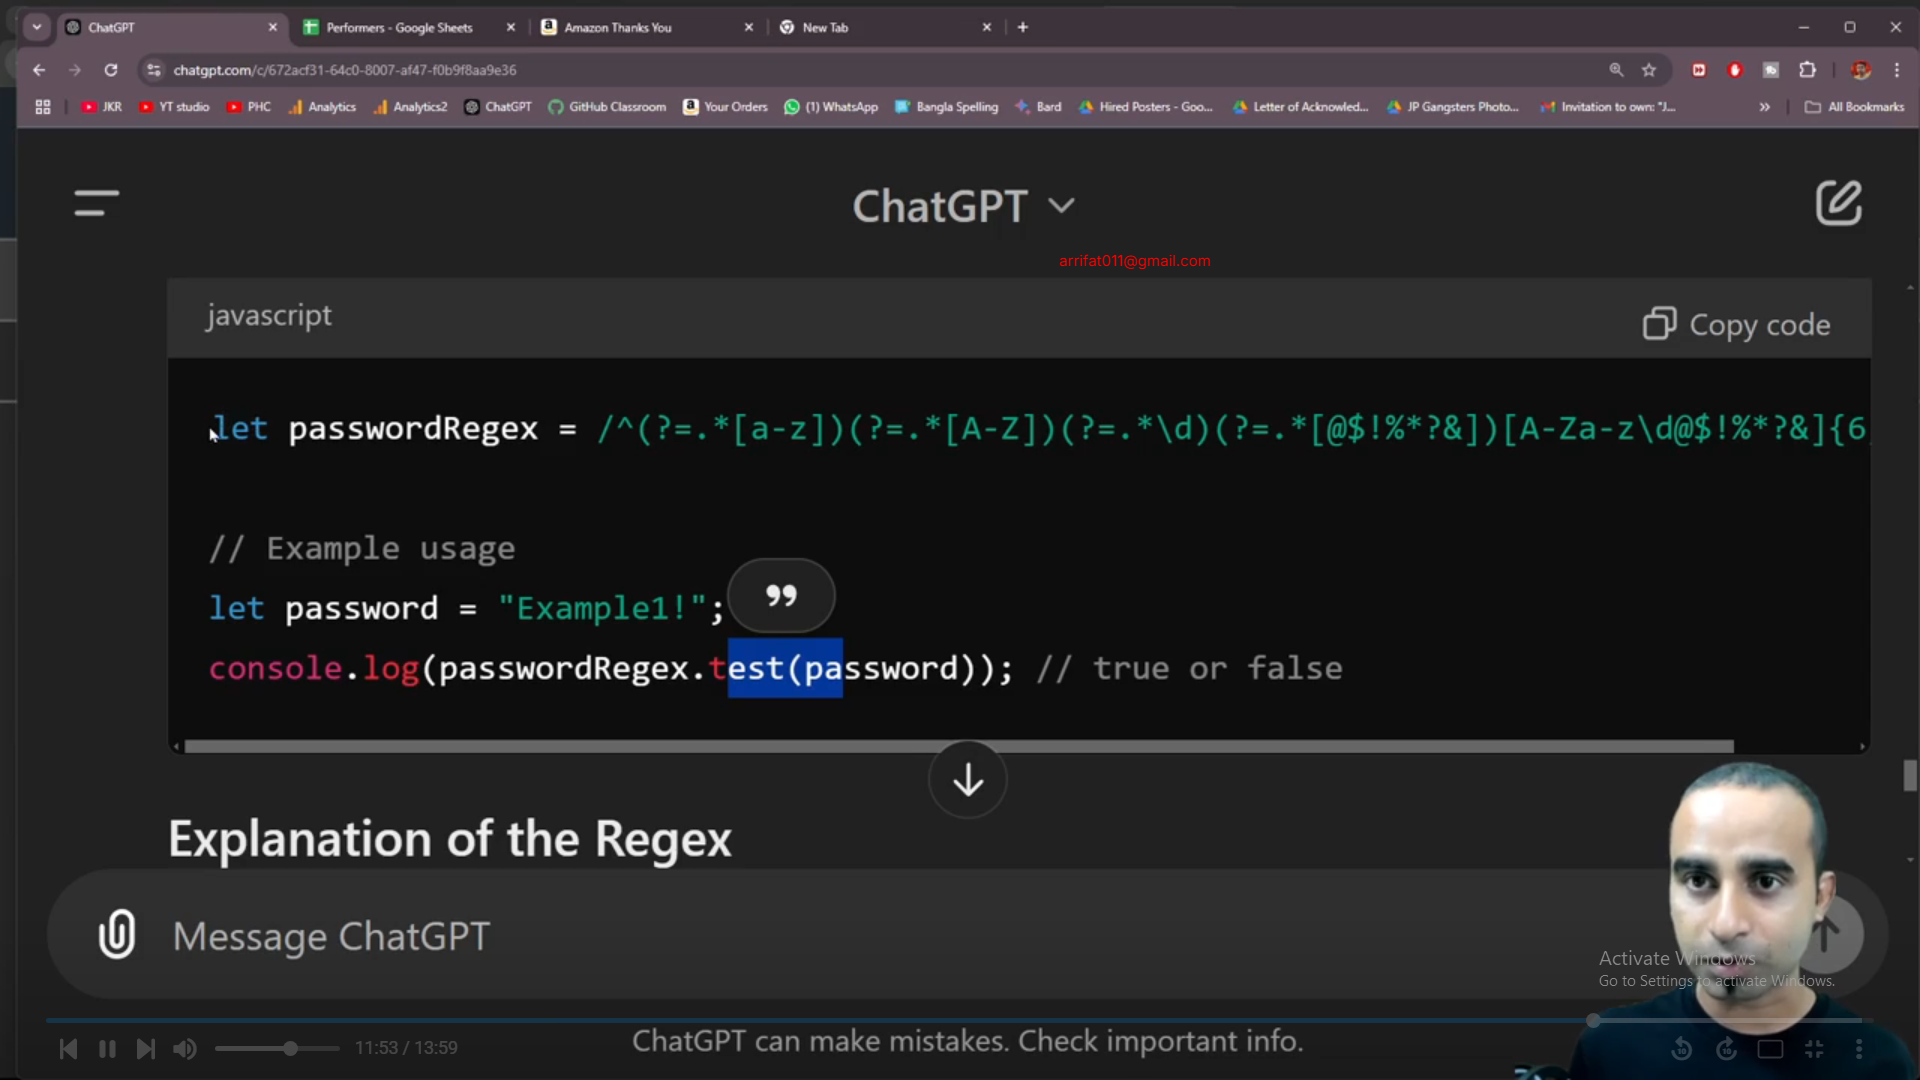 ChatGPT
Performers - Google Sheets
Amazon Thanks You
New Tab
chatgpt.com/c/672acf31-64c0-8007-af47-f0b9f8aa9e36
JKR
YT studio
PHC
Analytics
Analytics2
ChatGPT
GitHub Classroom
Your Orders
(1) WhatsApp
Bangla Spelling
Bard
Hired Posters - Goo...
Letter of Acknowled...
JP Gangsters Photo...
Invitation to own: "J...
All Bookmarks
ChatGPT
arrifat011@gmail.com
javascript
Copy code
let passwordRegex = /^(?=.*[a-z])(?=.*[A-Z])(?=.*\d)(?=.*[@$!%*?&])[A-Za-z\d@$!%*?&]{6
// Example usage
let password = "Example1!";
console.log(passwordRegex.test(password)); // true or false
Explanation of the Regex
Message ChatGPT
Activate Windows
Go to Settings to activate Windows.
11:53 / 13:59
ChatGPT can make mistakes. Check important info.
10
10